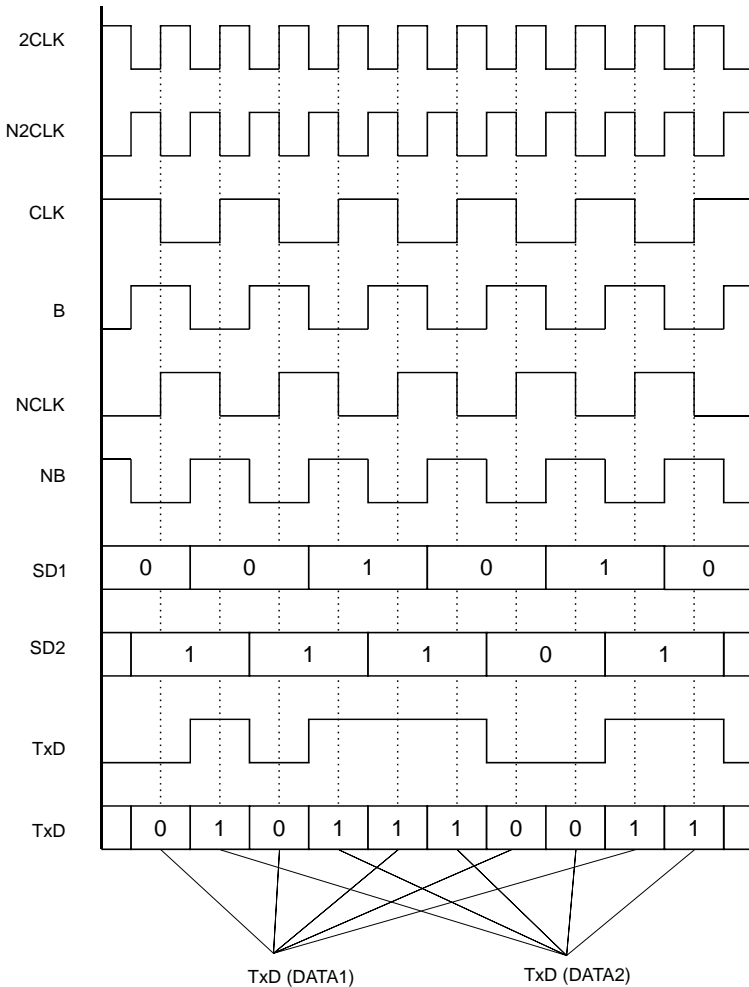 2CLK
N2CLK
CLK
B
NCLK
NB
SD1 0 0 1 0 1 0
SD2 1 1 1 0 1
TxD
TxD 0 1 0 1 1 1 0 0 1 1
TxD (DATA1) TxD (DATA2)